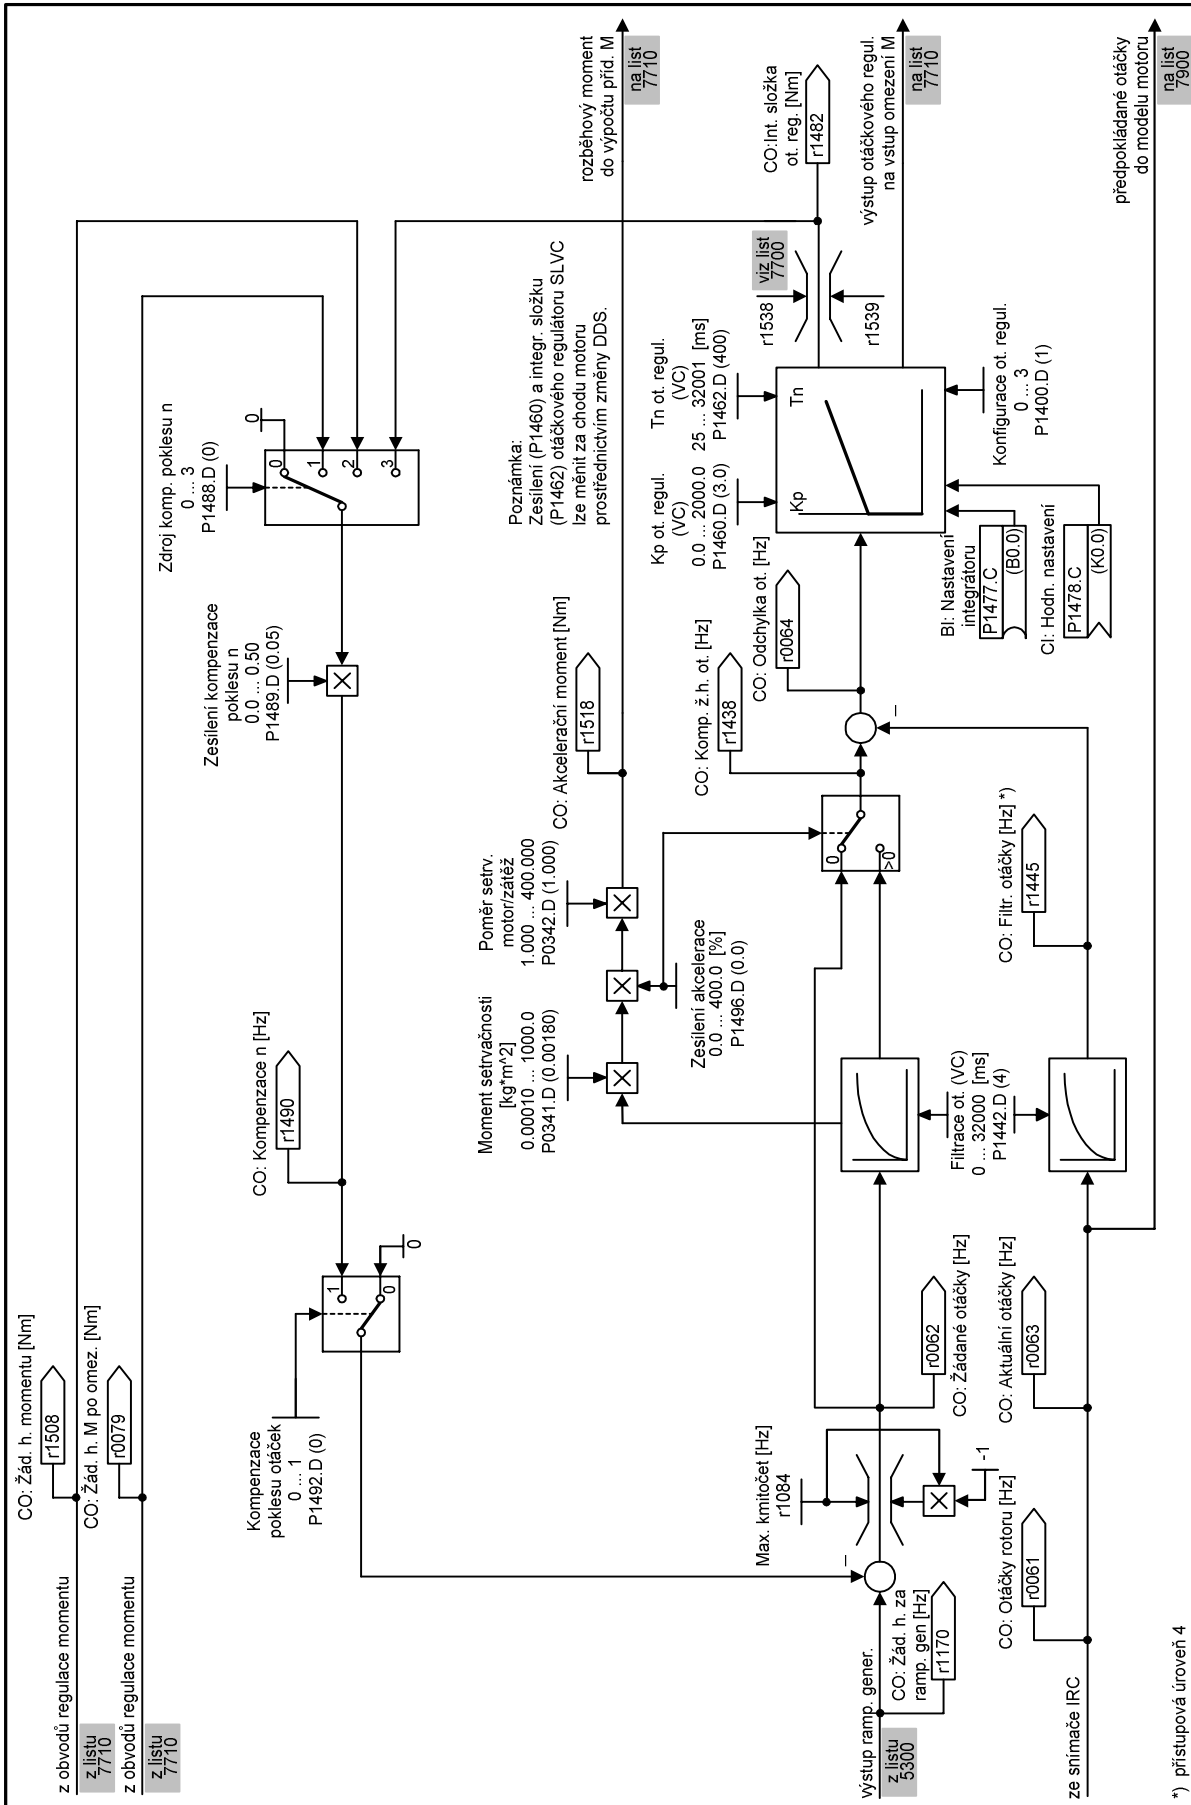 z obvodů regulace momentu
z listu
7710
z obvodů regulace momentu
z listu
7710
CO: Žád. h. momentu [Nm]
r1508
CO: Žád. h. M po omez. [Nm]
r0079
Kompenzace
poklesu otáček
0 ... 1
P1492.D (0)
1
0
0
CO: Kompenzace n [Hz]
r1490
Zesílení kompenzace
poklesu n
0.0 ... 0.50
P1489.D (0.05)
Zdroj komp. poklesu n
0 ... 3
P1488.D (0)
0
0
1
2
3
rozběhový moment
do výpočtu příd. M
na list
7710
Moment setrvačnosti
[kg*m^2]
0.00010 ... 1000.0
P0341.D (0.00180)
Poměr setrv.
motor/zátěž
1.000 ... 400.000
P0342.D (1.000)
CO: Akcelerační moment [Nm]
r1518
Poznámka:
Zesílení (P1460) a integr. složku
(P1462) otáčkového regulátoru SLVC
lze měnit za chodu motoru
prostřednictvím změny DDS.
Zesílení akcelerace
0.0 ... 400.0 [%]
P1496.D (0.0)
výstup ramp. gener.
z listu
5300
CO: Žád. h. za
ramp. gen [Hz]
r1170
–
Max. kmitočet [Hz]
r1084
-1
r0062
CO: Žádané otáčky [Hz]
Filtrace ot. (VC)
0 ... 32000 [ms]
P1442.D (4)
0
>0
CO: Komp. ž.h. ot. [Hz]
r1438
–
CO: Odchylka ot. [Hz]
r0064
Kp ot. regul.
(VC)
0.0 ... 2000.0
P1460.D (3.0)
Tn ot. regul.
(VC)
25 ... 32001 [ms]
P1462.D (400)
Kp
Tn
r1538
r1539
viz list
7700
CO:Int. složka
ot. reg. [Nm]
r1482
výstup otáčkového regul.
na vstup omezení M
na list
7710
BI: Nastavení
integrátoru
P1477.C
(B0.0)
CI: Hodn. nastavení
P1478.C
(K0.0)
Konfigurace ot. regul.
0 ... 3
P1400.D (1)
ze snímače IRC
CO: Otáčky rotoru [Hz]
r0061
CO: Aktuální otáčky [Hz]
r0063
CO: Filtr. otáčky [Hz] *)
r1445
předpokládané otáčky
do modelu motoru
na list
7900
*) přístupová úroveň 4